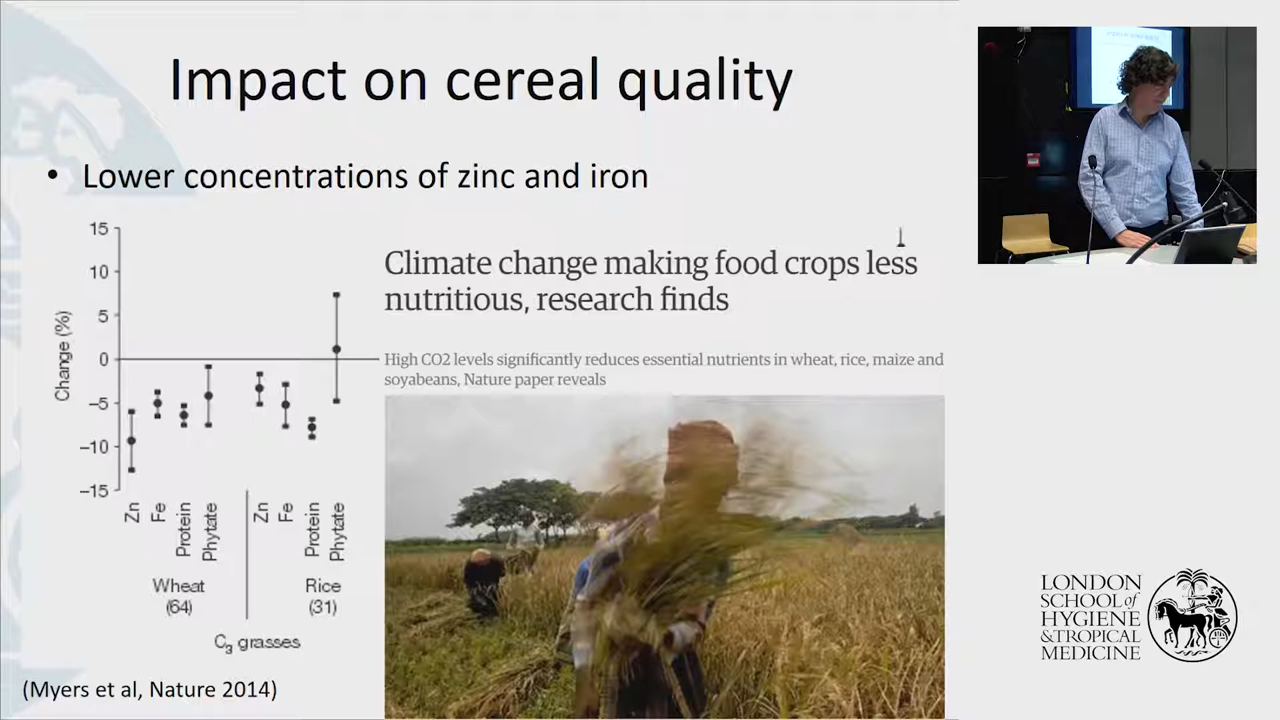 Impact on cereal quality
• Lower concentrations of zinc and iron
15
10
5
0
–5
–10
–15
Change (%)
Zn
Fe
Protein
Phytate
Zn
Fe
Protein
Phytate
Wheat
(64)
Rice
(31)
C3 grasses
(Myers et al, Nature 2014)
Climate change making food crops less
nutritious, research finds
High CO2 levels significantly reduces essential nutrients in wheat, rice, maize and
soyabeans, Nature paper reveals
LONDON
SCHOOL of
HYGIENE
& TROPICAL
MEDICINE